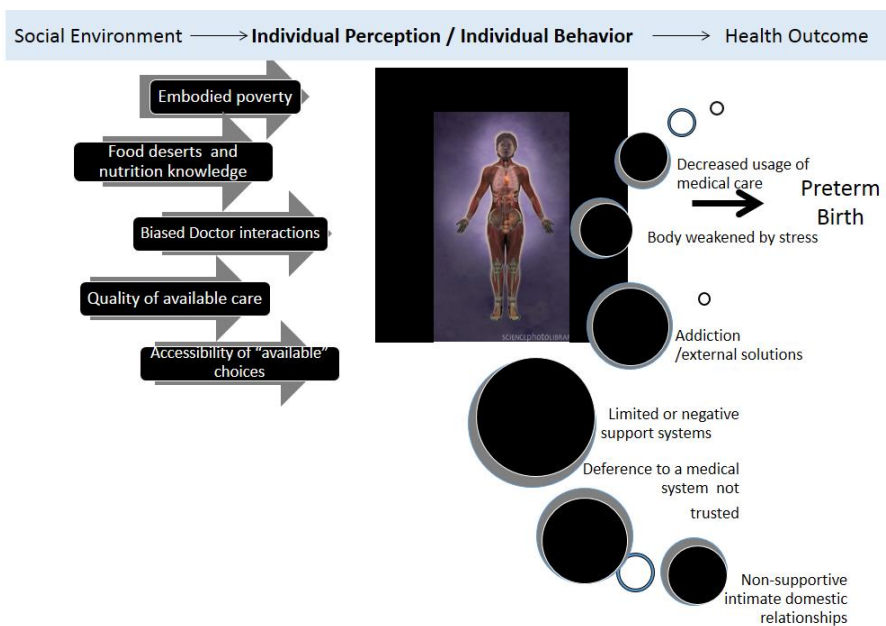 Social Environment Individual Perception / Individual Behavior Health Outcome
Embodied poverty
Food deserts and
nutrition knowledge
Biased Doctor interactions
Quality of available care
Accessibility of “available”
choices
SCIENCEPHOTOLIBRA
Decreased usage of
medical care
Preterm
Birth
Body weakened by stress
Addiction
/external solutions
Limited or negative
support systems
Deference to a medical
system not
trusted
Non-supportive
intimate domestic
relationships